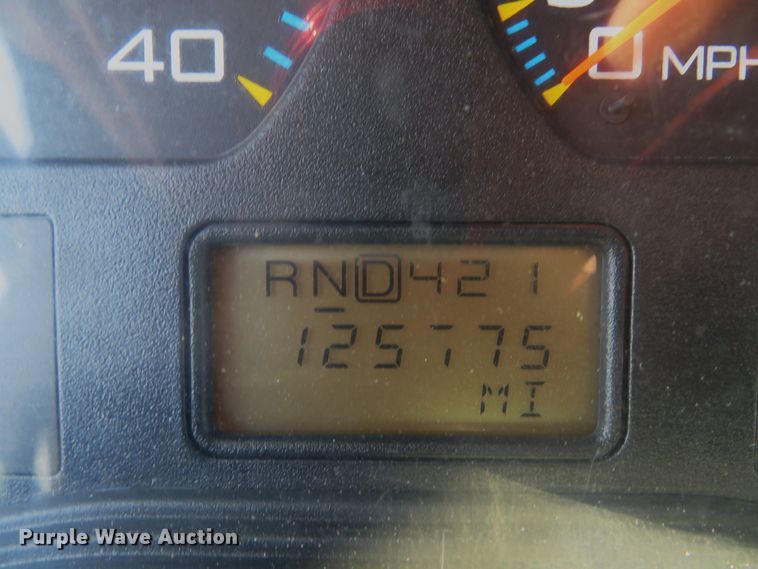 40
0 MPH
RND421
125775
MI
Purple Wave Auction